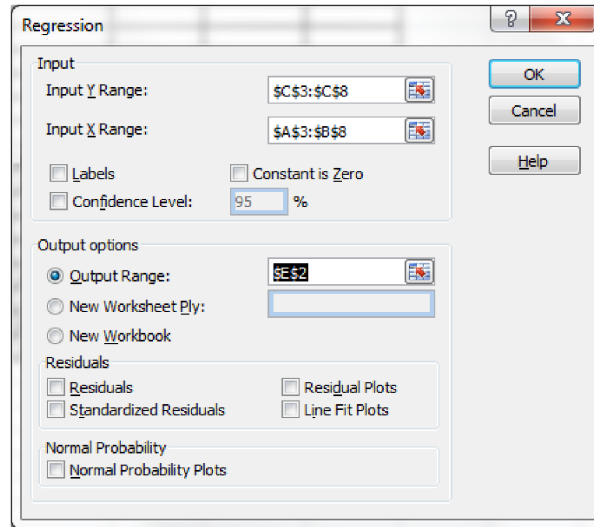 Regression
?
X
Input
Input Y Range:
$C$3:$C$8
OK
Cancel
Input X Range:
$A$3:$B$8
Help
Labels
Constant is Zero
Confidence Level:
95
%
Output options
Output Range:
$E$2
New Worksheet Ply:
New Workbook
Residuals
Residuals
Residual Plots
Standardized Residuals
Line Fit Plots
Normal Probability
Normal Probability Plots